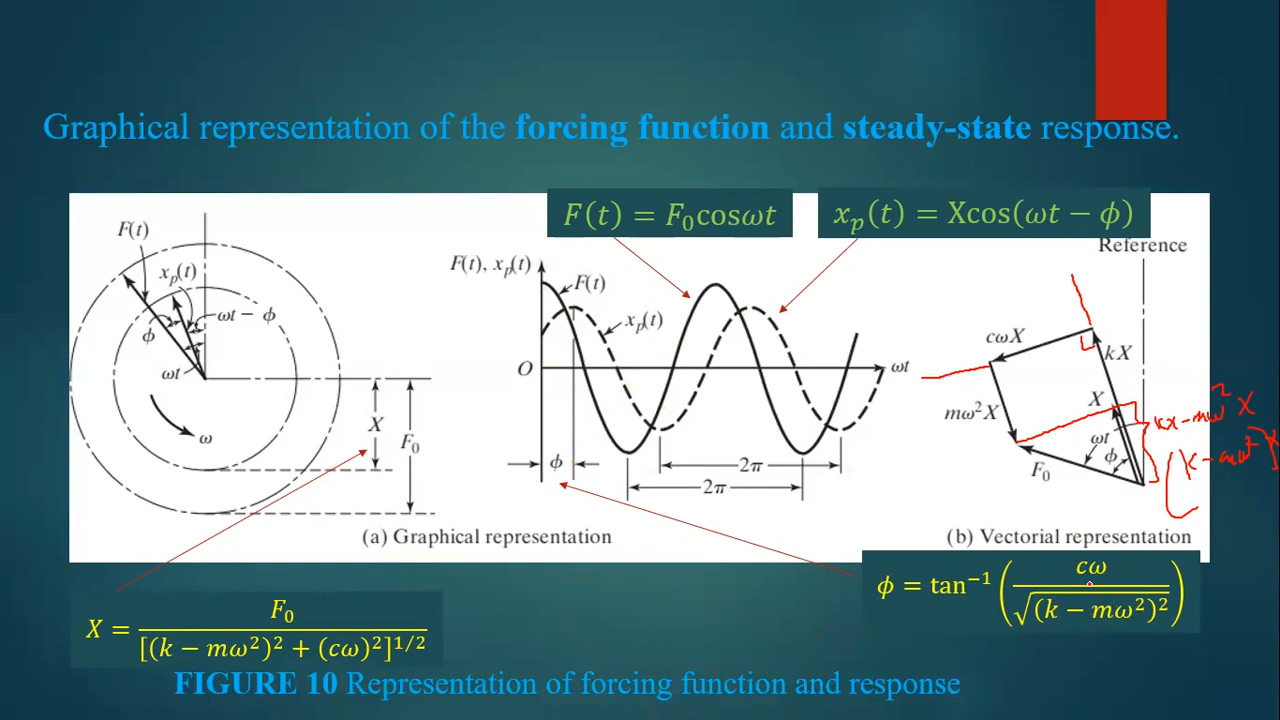 Graphical representation of the forcing function and steady-state response.
F(t) = F₀cosωt
xₚ(t) = Xcos(ωt − ϕ)
F(t)
xₚ(t)
ωt − ϕ
ϕ
ωt
ω
X
F₀
F(t), xₚ(t)
F(t)
xₚ(t)
O
ωt
ϕ
2π
2π
(a) Graphical representation
Reference
cωX
kX
mω²X
X
ωt
ϕ
F₀
kx − mω²X
(k − mω²)X
(b) Vectorial representation
X = F₀ / [(k − mω²)² + (cω)²]^{1/2}
ϕ = tan⁻¹ ( cω / √(k − mω²)² )
FIGURE 10 Representation of forcing function and response